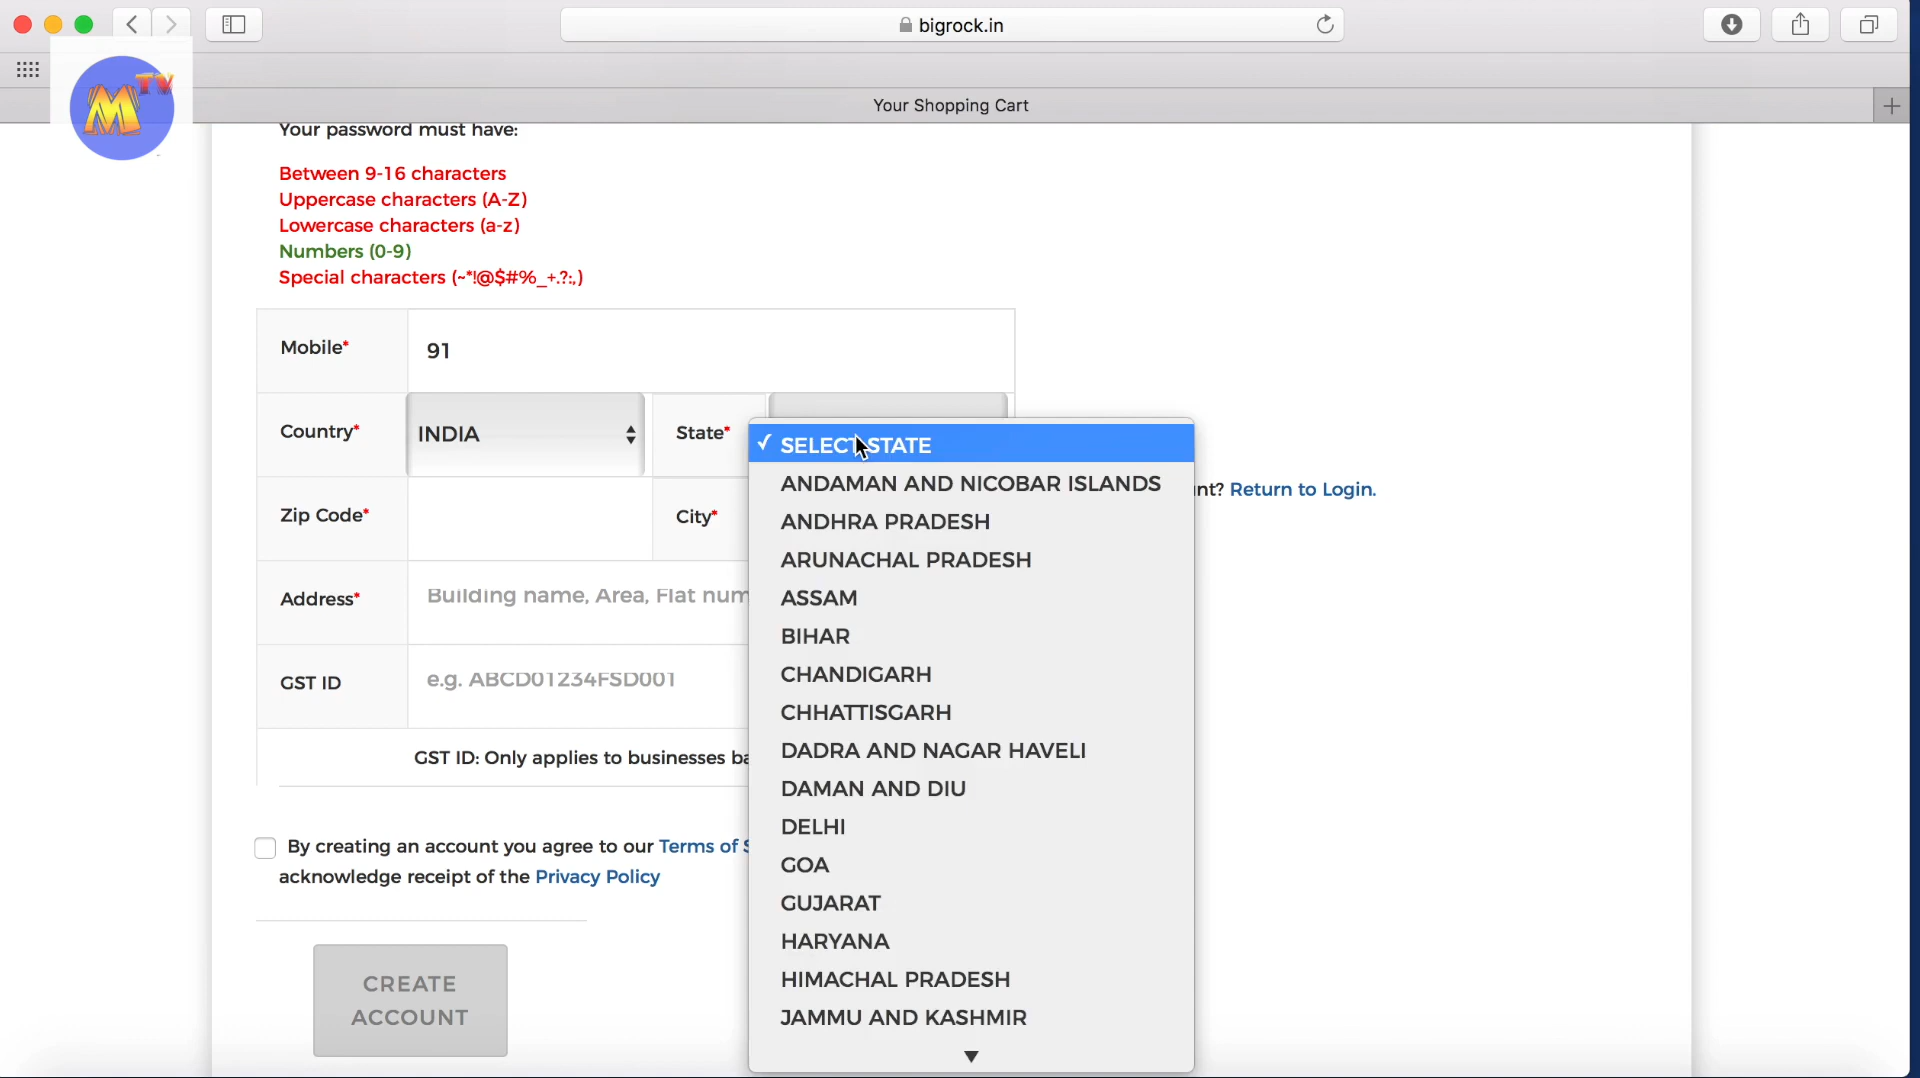 bigrock.in
M TV
Your Shopping Cart
Your password must have:
Between 9-16 characters
Uppercase characters (A-Z)
Lowercase characters (a-z)
Numbers (0-9)
Special characters (~*!@$#%_+.?:,)
Mobile* 91
Country* INDIA State*
✓ SELECT STATE
ANDAMAN AND NICOBAR ISLANDS
ANDHRA PRADESH
ARUNACHAL PRADESH
ASSAM
BIHAR
CHANDIGARH
CHHATTISGARH
DADRA AND NAGAR HAVELI
DAMAN AND DIU
DELHI
GOA
GUJARAT
HARYANA
HIMACHAL PRADESH
JAMMU AND KASHMIR
nt? Return to Login.
Zip Code* City*
Address* Building name, Area, Flat num
GST ID e.g. ABCD01234FSD001
GST ID: Only applies to businesses ba
By creating an account you agree to our Terms of S
acknowledge receipt of the Privacy Policy
CREATE
ACCOUNT